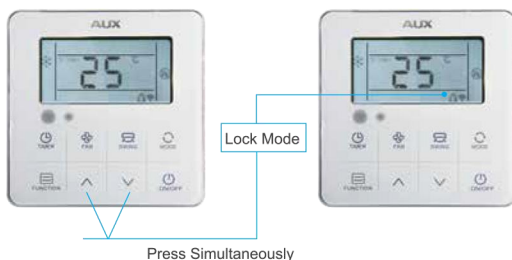 AUX
25 °C
TIMER FAN SWING MODE
FUNCTION ON/OFF
Lock Mode
AUX
25 °C
TIMER FAN SWING MODE
FUNCTION ON/OFF
Press Simultaneously